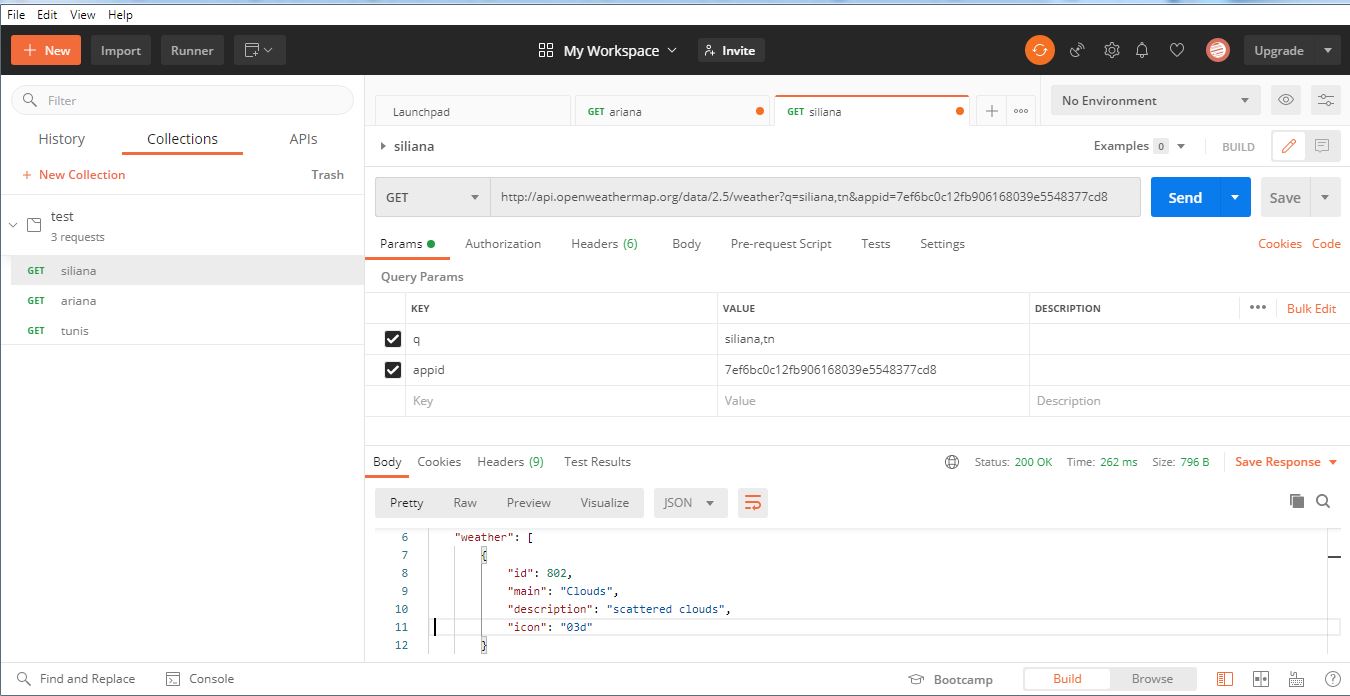 File Edit View Help
New Import Runner My Workspace Invite Upgrade
Filter
History Collections APIs
New Collection Trash
test
3 requests
GET siliana
GET ariana
GET tunis
Launchpad GET ariana GET siliana No Environment
siliana Examples 0 BUILD
GET http://api.openweathermap.org/data/2.5/weather?q=siliana,tn&appid=7ef6bc0c12fb906168039e5548377cd8 Send Save
Params Authorization Headers (6) Body Pre-request Script Tests Settings Cookies Code
Query Params
KEY VALUE DESCRIPTION Bulk Edit
q siliana,tn
appid 7ef6bc0c12fb906168039e5548377cd8
Key Value Description
Body Cookies Headers (9) Test Results Status: 200 OK Time: 262 ms Size: 796 B Save Response
Pretty Raw Preview Visualize JSON
6 "weather": [
7 {
8 "id": 802,
9 "main": "Clouds",
10 "description": "scattered clouds",
11 "icon": "03d"
12 }
Find and Replace Console Bootcamp Build Browse